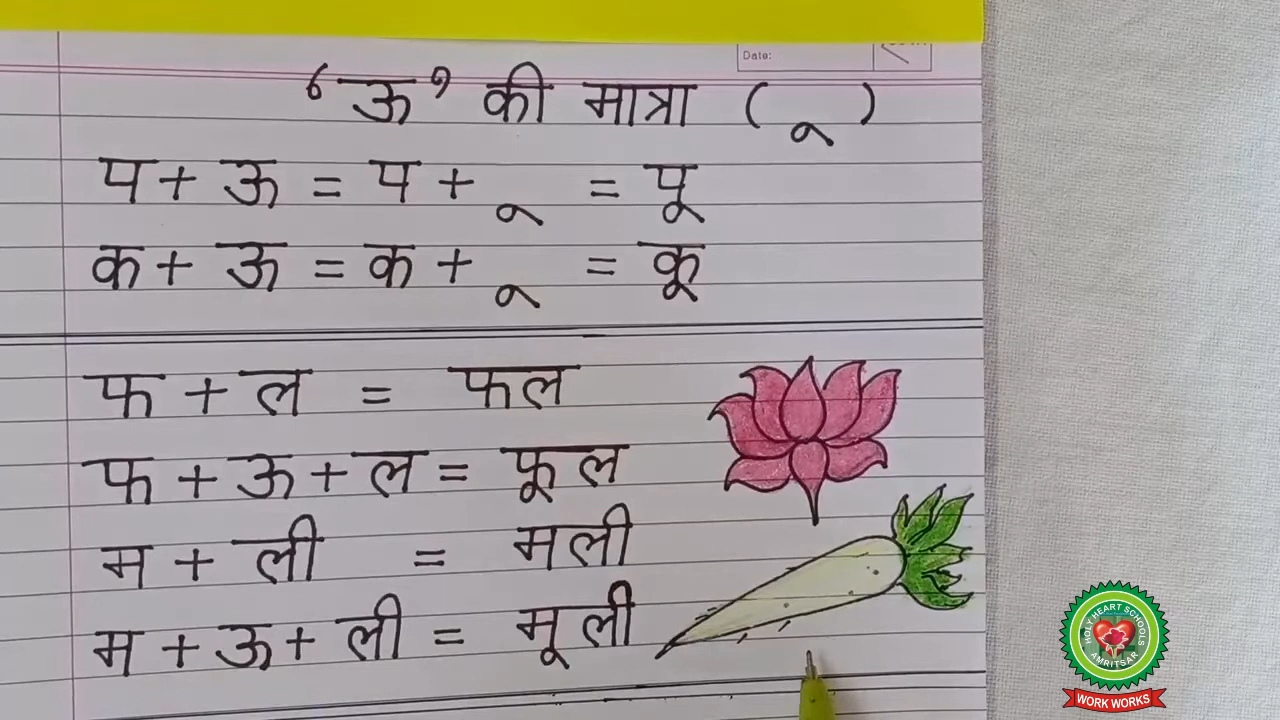 Date:
‘ऊ’ की मात्रा ( ू )
प + ऊ = प + ू = पू
क + ऊ = क + ू = कू
फ + ल = फल
फ + ऊ + ल = फूल
म + ली = मली
म + ऊ + ली = मूली
HOLY HEART SCHOOLS
AMRITSAR
WORK WORKS